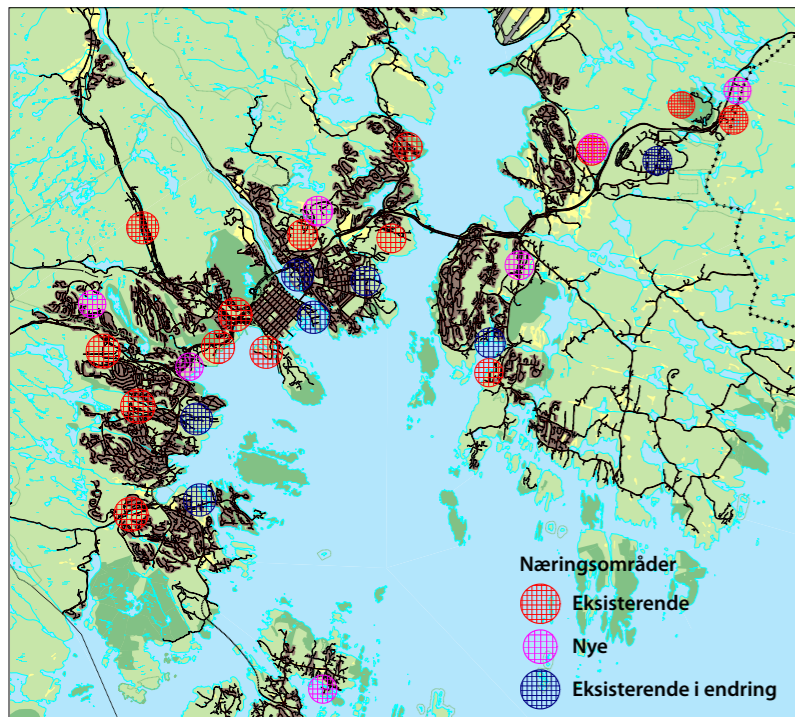 Næringsområder
Eksisterende
Nye
Eksisterende i endring